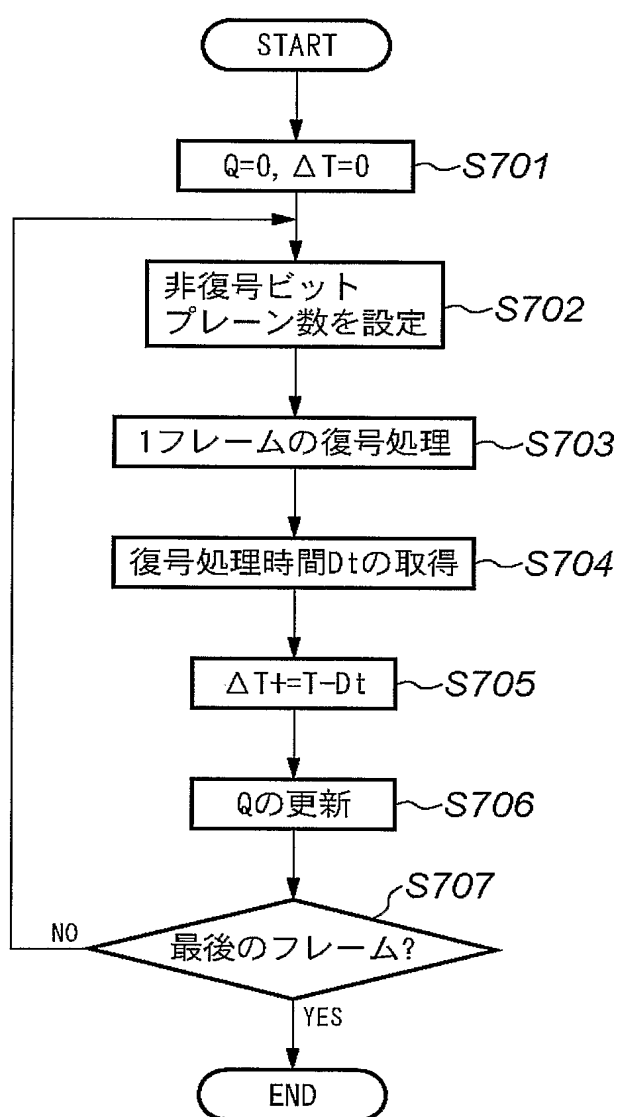 START
Q=0, ΔT=0
S701
非復号ビット
プレーン数を設定
S702
1フレームの復号処理
S703
復号処理時間Dtの取得
S704
ΔT+=T-Dt
S705
Qの更新
S706
S707
最後のフレーム?
NO
YES
END